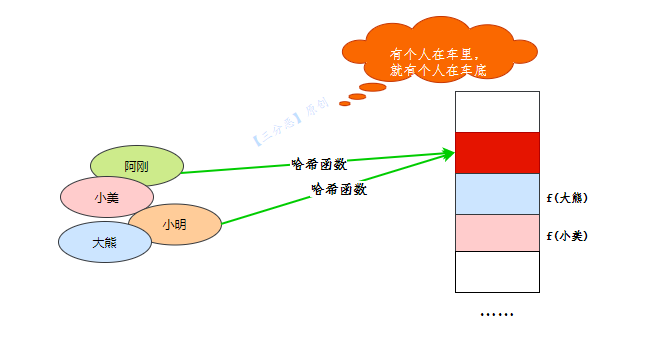 有个人在车里,
就有个人在车底
【三分恶】原创
阿刚
哈希函数
小美
哈希函数
f(大熊)
小明
大熊
f(小美)
……